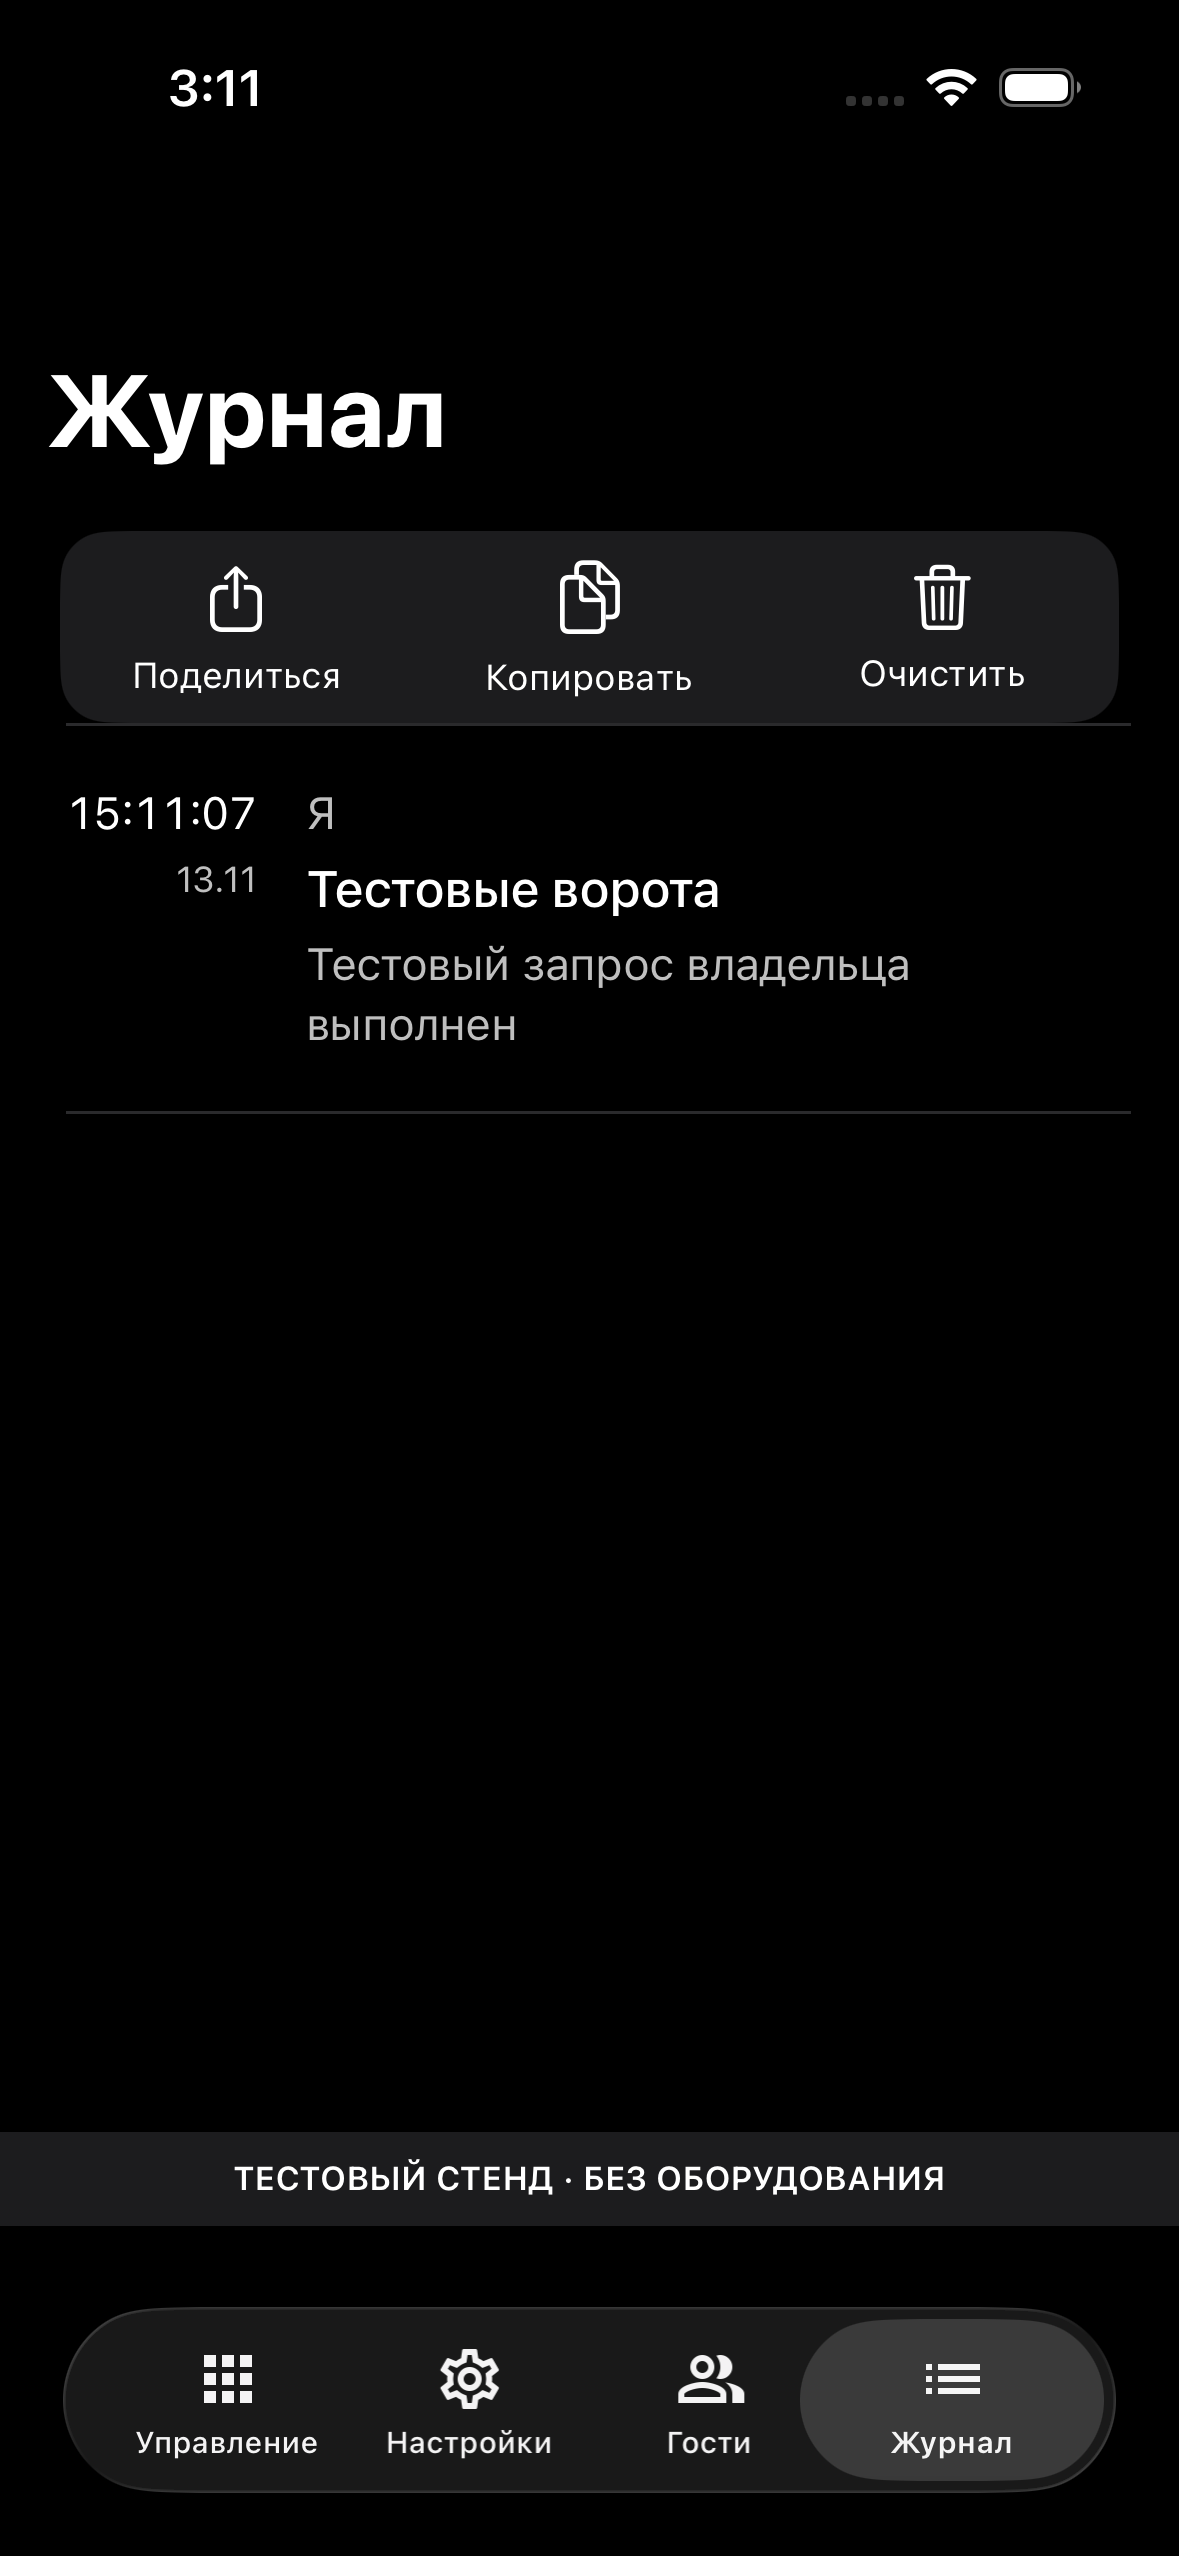 3:11
Журнал
Поделиться
Копировать
Очистить
15:11:07
Я
13.11
Тестовые ворота
Тестовый запрос владельца
выполнен
ТЕСТОВЫЙ СТЕНД · БЕЗ ОБОРУДОВАНИЯ
Управление
Настройки
Гости
Журнал